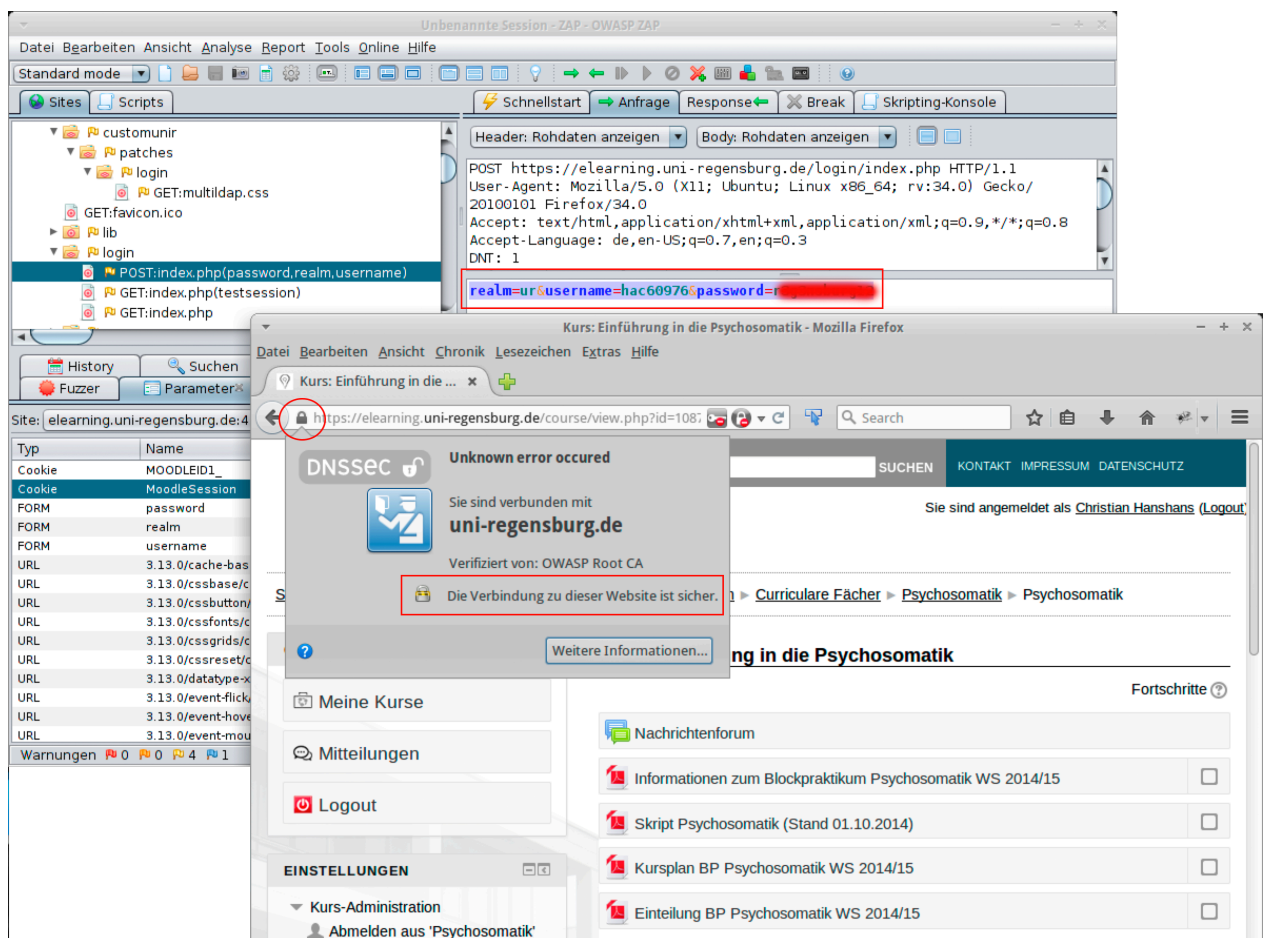 Unbenannte Session - ZAP - OWASP ZAP
Datei Bearbeiten Ansicht Analyse Report Tools Online Hilfe
Standard mode
Sites Scripts
Schnellstart Anfrage Response Break Skripting-Konsole
customunir
patches
login
GET:multildap.css
GET:favicon.ico
lib
login
POST:index.php(password,realm,username)
GET:index.php(testsession)
GET:index.php
Header: Rohdaten anzeigen Body: Rohdaten anzeigen
POST https://elearning.uni-regensburg.de/login/index.php HTTP/1.1
User-Agent: Mozilla/5.0 (X11; Ubuntu; Linux x86_64; rv:34.0) Gecko/
20100101 Firefox/34.0
Accept: text/html,application/xhtml+xml,application/xml;q=0.9,*/*;q=0.8
Accept-Language: de,en-US;q=0.7,en;q=0.3
DNT: 1
realm=ur&username=hac60976&password=r
History Suchen
Fuzzer Parameter
Site: elearning.uni-regensburg.de:4
Typ Name
Cookie MOODLEID1_
Cookie MoodleSession
FORM password
FORM realm
FORM username
URL 3.13.0/cache-bas
URL 3.13.0/cssbase/c
URL 3.13.0/cssbutton/
URL 3.13.0/cssfonts/c
URL 3.13.0/cssgrids/c
URL 3.13.0/cssreset/c
URL 3.13.0/datatype-x
URL 3.13.0/event-flick/
URL 3.13.0/event-hove
URL 3.13.0/event-mou
Warnungen 0 0 4 1
Kurs: Einführung in die Psychosomatik - Mozilla Firefox
Datei Bearbeiten Ansicht Chronik Lesezeichen Extras Hilfe
Kurs: Einführung in die ...
https://elearning.uni-regensburg.de/course/view.php?id=1087 Search
DNSSEC
Unknown error occured
Sie sind verbunden mit
uni-regensburg.de
Verifiziert von: OWASP Root CA
Die Verbindung zu dieser Website ist sicher.
Weitere Informationen...
SUCHEN KONTAKT IMPRESSUM DATENSCHUTZ
Sie sind angemeldet als Christian Hanshans (Logout)
S Curriculare Fächer Psychosomatik Psychosomatik
ng in die Psychosomatik
Fortschritte
Meine Kurse
Mitteilungen
Logout
EINSTELLUNGEN
Kurs-Administration
Abmelden aus 'Psychosomatik'
Nachrichtenforum
Informationen zum Blockpraktikum Psychosomatik WS 2014/15
Skript Psychosomatik (Stand 01.10.2014)
Kursplan BP Psychosomatik WS 2014/15
Einteilung BP Psychosomatik WS 2014/15